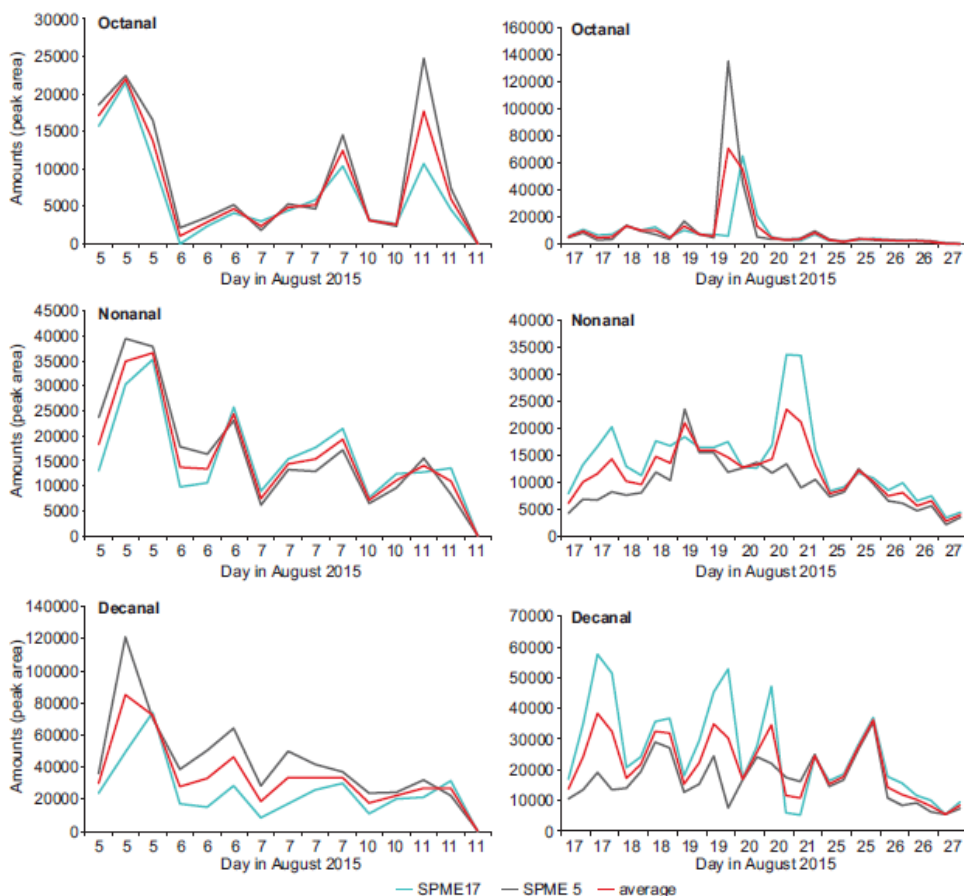 Octanal
30000
25000
20000
15000
10000
5000
0
Amounts (peak area)
5 5 5 6 6 6 7 7 7 7 10 10 11 11 11
Day in August 2015
Octanal
160000
140000
120000
100000
80000
60000
40000
20000
0
17 17 18 18 19 19 20 20 21 25 25 26 26 27
Day in August 2015
Nonanal
45000
40000
35000
30000
25000
20000
15000
10000
5000
0
Amounts (peak area)
5 5 5 6 6 6 7 7 7 7 10 10 11 11 11
Day in August 2015
Nonanal
40000
35000
30000
25000
20000
15000
10000
5000
0
17 17 18 18 19 19 20 20 21 25 25 26 26 27
Day in August 2015
Decanal
140000
120000
100000
80000
60000
40000
20000
0
Amounts (peak area)
5 5 5 6 6 6 7 7 7 7 10 10 11 11 11
Day in August 2015
Decanal
70000
60000
50000
40000
30000
20000
10000
0
17 17 18 18 19 19 20 20 21 25 25 26 26 27
Day in August 2015
SPME17 SPME 5 average